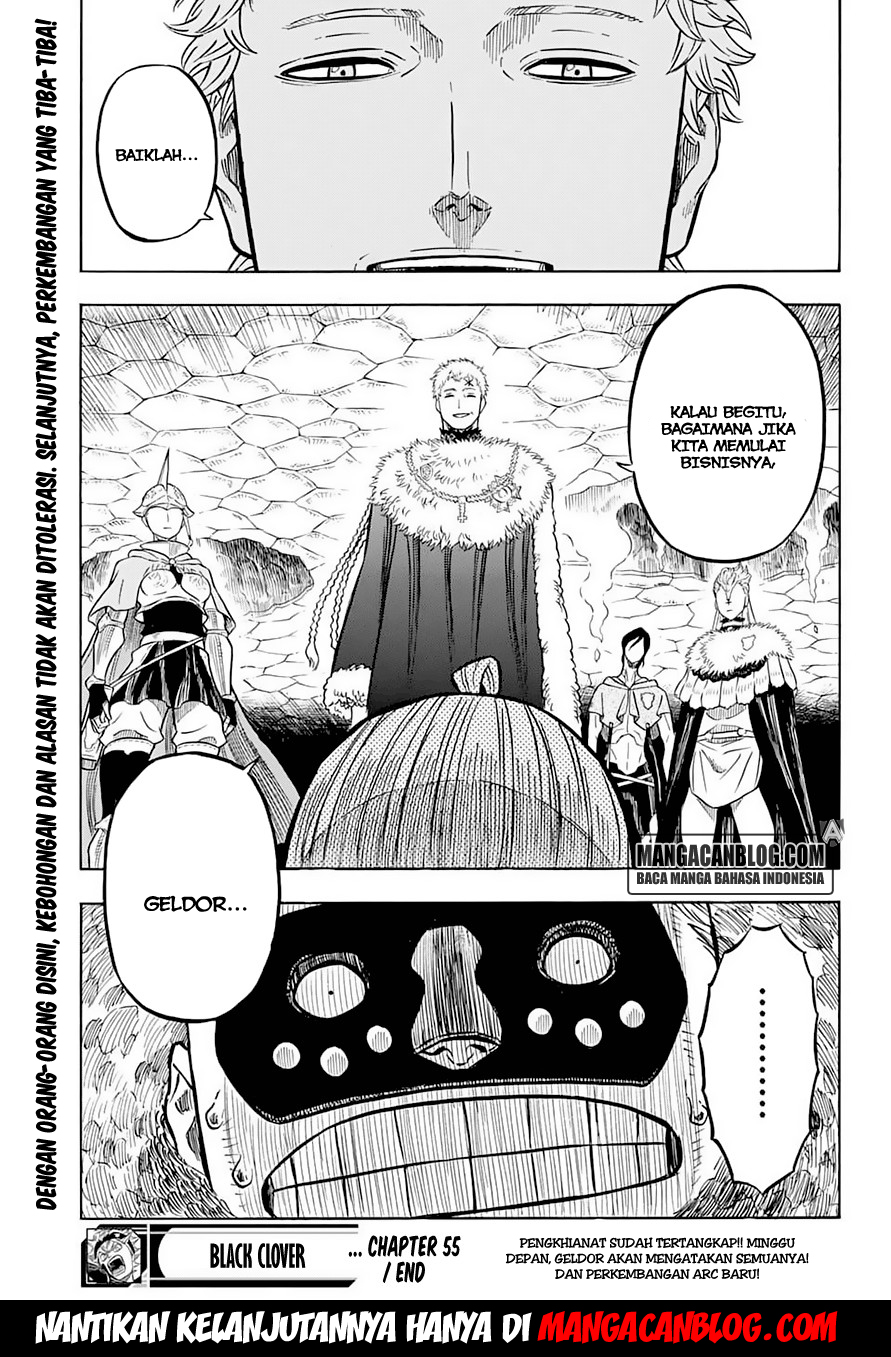 DENGAN ORANG-ORANG DISINI, KEBOHONGAN DAN ALASAN TIDAK AKAN DITOLERASI. SELANJUTNYA, PERKEMBANGAN YANG TIBA-TIBA!
BAIKLAH...
KALAU BEGITU,
BAGAIMANA JIKA
KITA MEMULAI
BISNISNYA,
MANGACANBLOG.COM
BACA MANGA BAHASA INDONESIA
GELDOR...
..........
BLACK CLOVER
... CHAPTER 55
/ END
PENGKHIANAT SUDAH TERTANGKAP!! MINGGU
DEPAN, GELDOR AKAN MENGATAKAN SEMUANYA!
DAN PERKEMBANGAN ARC BARU!
NANTIKAN KELANJUTANNYA HANYA DI MANGACANBLOG.COM